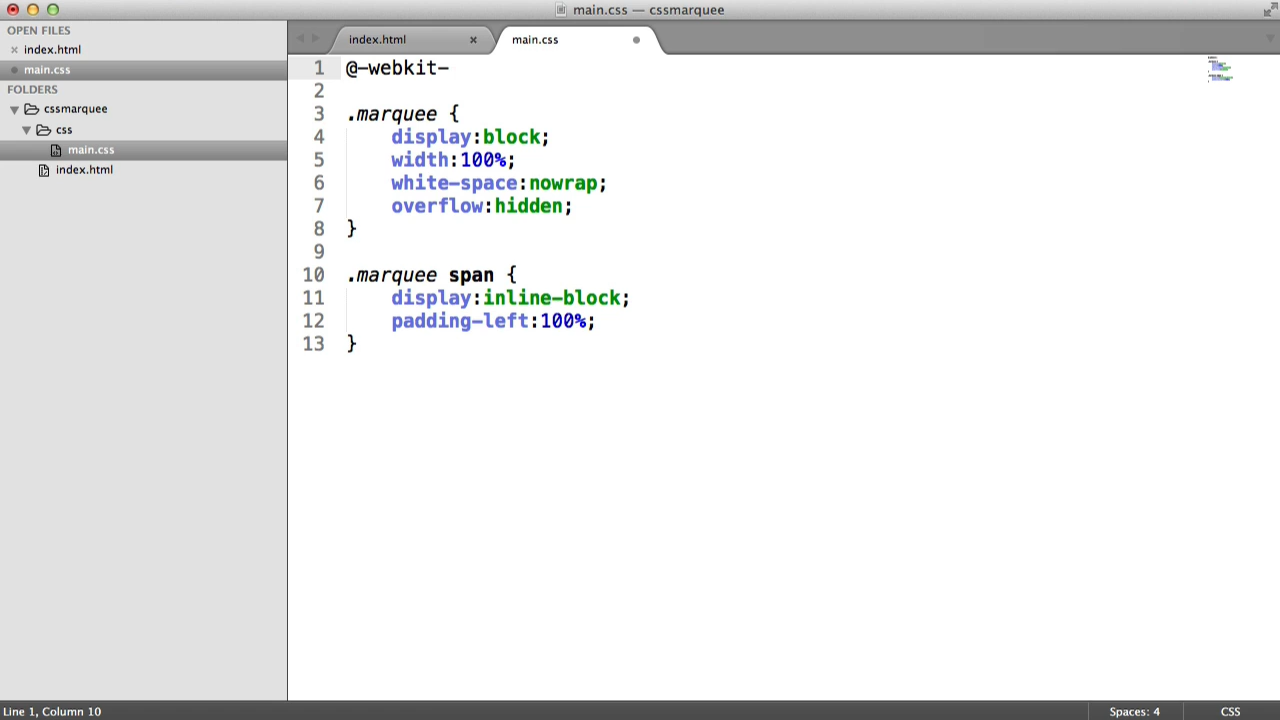 main.css — cssmarquee
OPEN FILES
index.html
main.css
FOLDERS
cssmarquee
css
main.css
index.html
index.html
main.css
1 @-webkit-
2
3 .marquee {
4 display:block;
5 width:100%;
6 white-space:nowrap;
7 overflow:hidden;
8 }
9
10 .marquee span {
11 display:inline-block;
12 padding-left:100%;
13 }
Line 1, Column 10
Spaces: 4
CSS